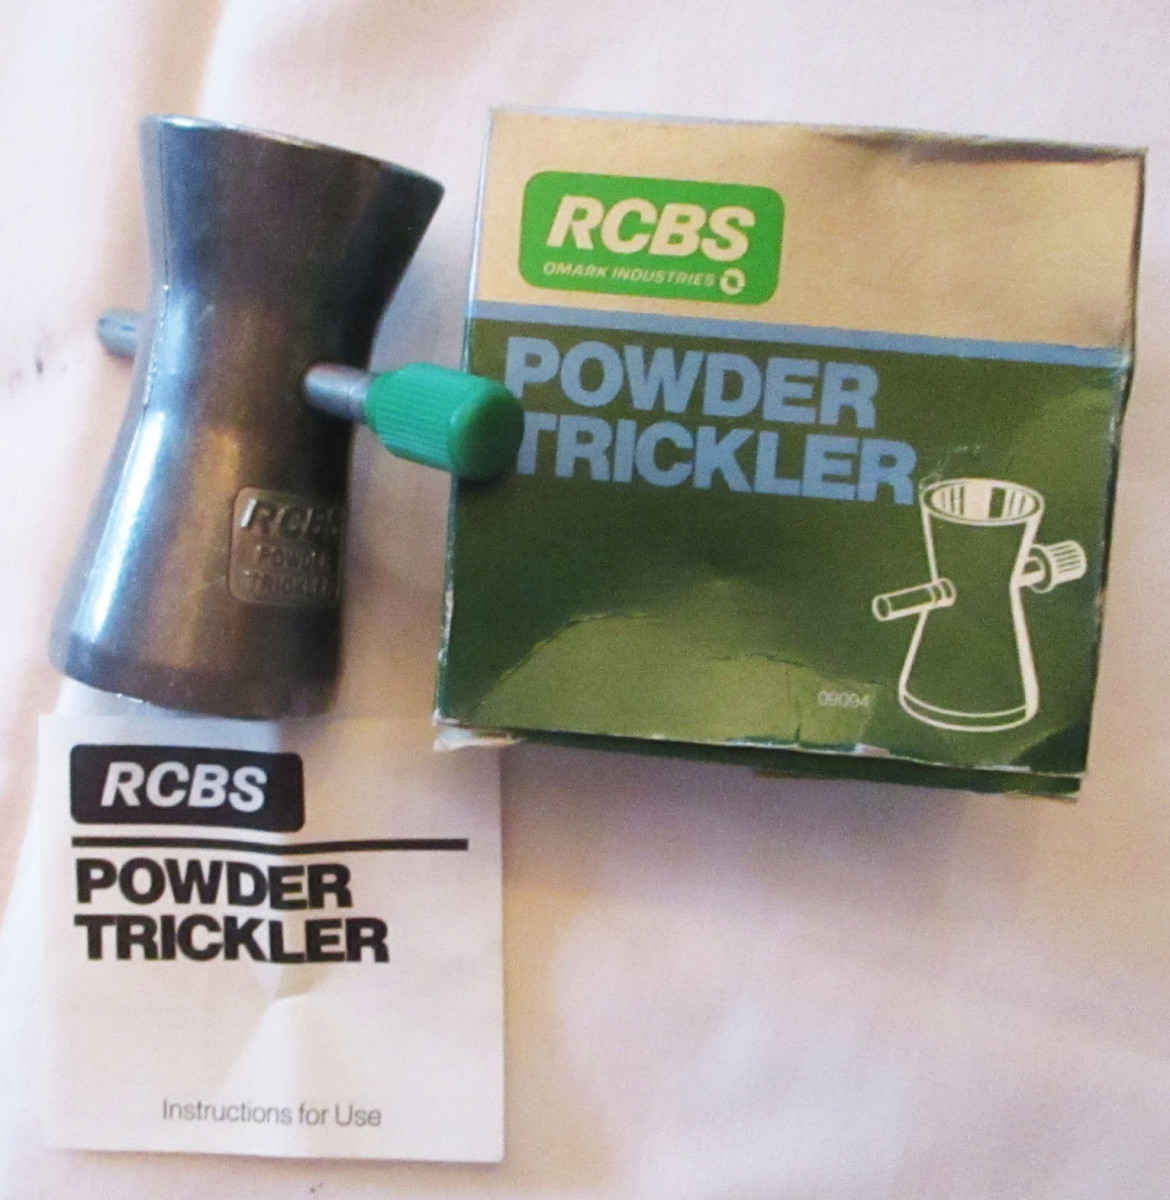 RCBS
OMARK INDUSTRIES
POWDER
TRICKLER
09094
RCBS
POWDER
TRICKLER
RCBS
POWDER
TRICKLER
Instructions for Use